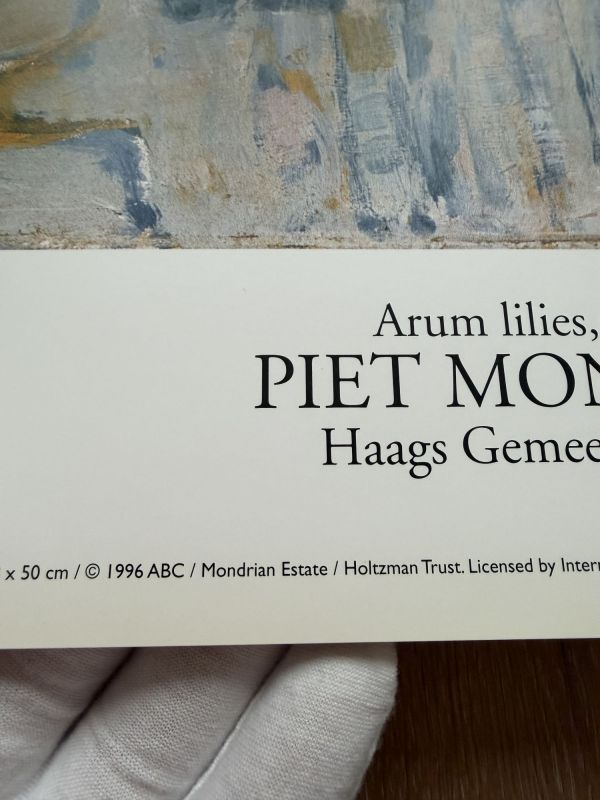 Arum lilies,
PIET MON
Haags Gemee
x 50 cm / © 1996 ABC / Mondrian Estate / Holtzman Trust. Licensed by Intern